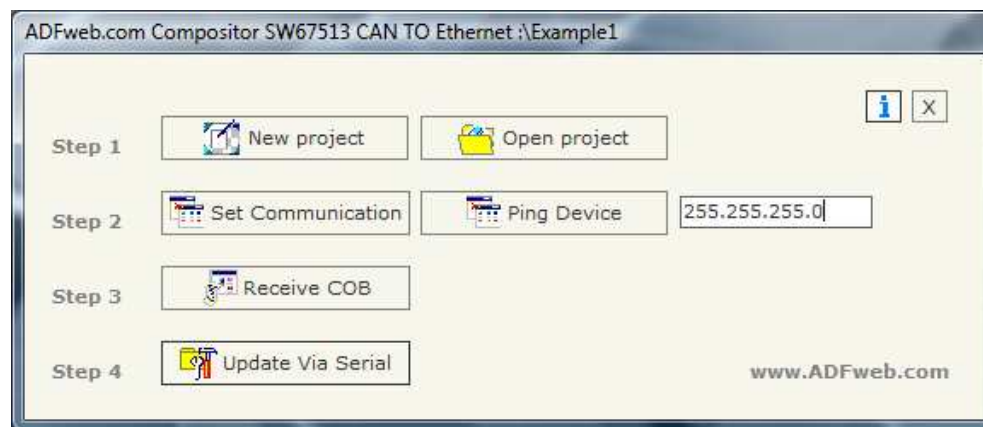 ADFweb.com Compositor SW67513 CAN TO Ethernet :\Example1
i X
Step 1 New project Open project
Step 2 Set Communication Ping Device 255.255.255.0
Step 3 Receive COB
Step 4 Update Via Serial www.ADFweb.com